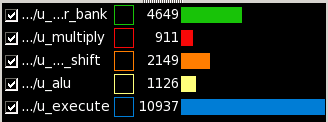 .../u_...r_bank 4649
.../u_multiply 911
.../u_..._shift 2149
.../u_alu 1126
.../u_execute 10937